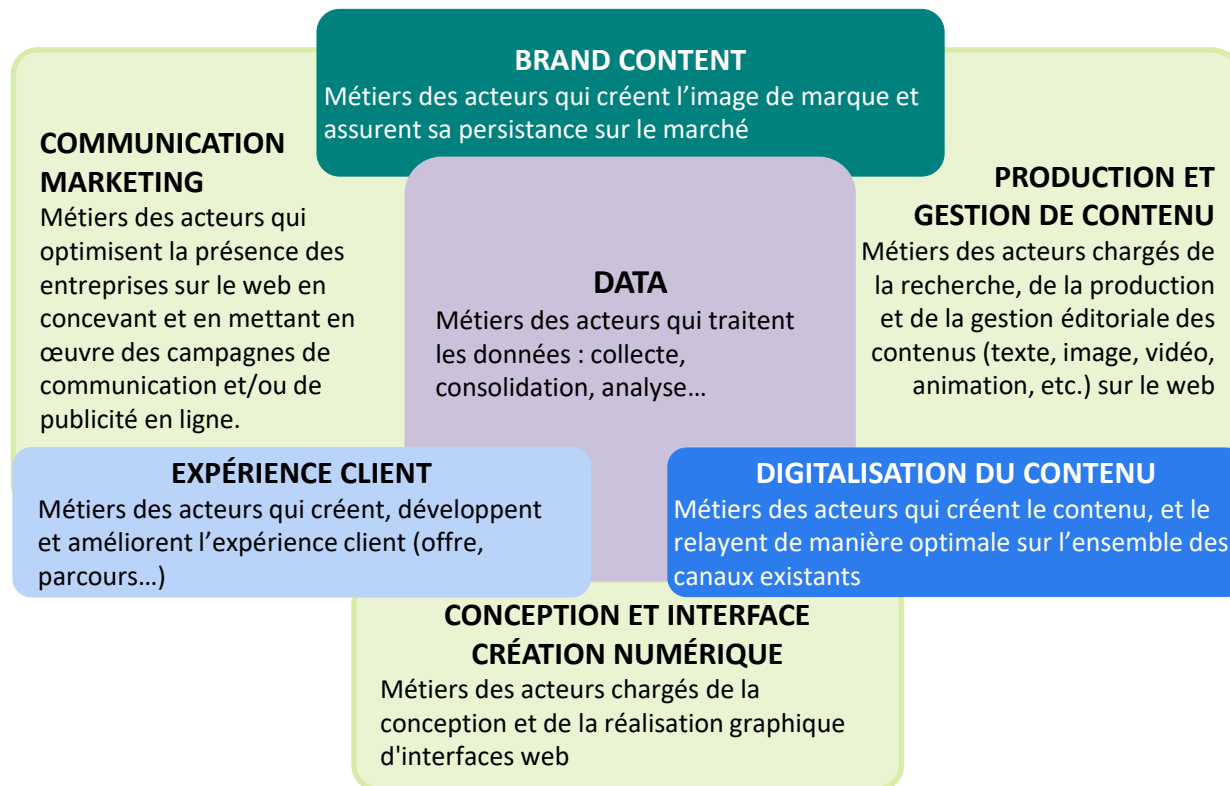 BRAND CONTENT
Métiers des acteurs qui créent l’image de marque et
assurent sa persistance sur le marché
COMMUNICATION
MARKETING
Métiers des acteurs qui
optimisent la présence des
entreprises sur le web en
concevant et en mettant en
œuvre des campagnes de
communication et/ou de
publicité en ligne.
DATA
Métiers des acteurs qui traitent
les données : collecte,
consolidation, analyse…
PRODUCTION ET
GESTION DE CONTENU
Métiers des acteurs chargés de
la recherche, de la production
et de la gestion éditoriale des
contenus (texte, image, vidéo,
animation, etc.) sur le web
EXPÉRIENCE CLIENT
Métiers des acteurs qui créent, développent
et améliorent l’expérience client (offre,
parcours…)
DIGITALISATION DU CONTENU
Métiers des acteurs qui créent le contenu, et le
relayent de manière optimale sur l’ensemble des
canaux existants
CONCEPTION ET INTERFACE
CRÉATION NUMÉRIQUE
Métiers des acteurs chargés de la
conception et de la réalisation graphique
d'interfaces web